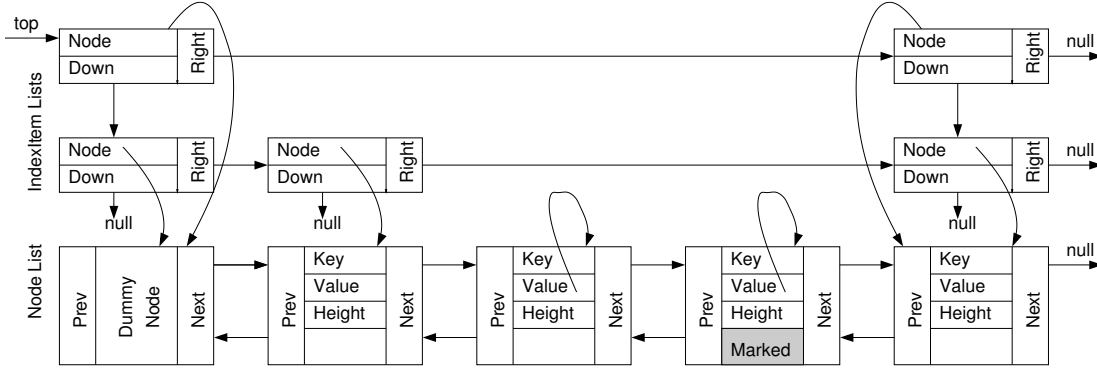 top
Node
Down
Right
Node
Down
Right
null
IndexItem Lists
Node
Down
Right
Node
Down
Right
Node
Down
Right
null
null
null
null
Node List
Prev
Dummy
Node
Next
Prev
Key
Value
Height
Next
Prev
Key
Value
Height
Next
Prev
Key
Value
Height
Marked
Next
Prev
Key
Value
Height
Next
null